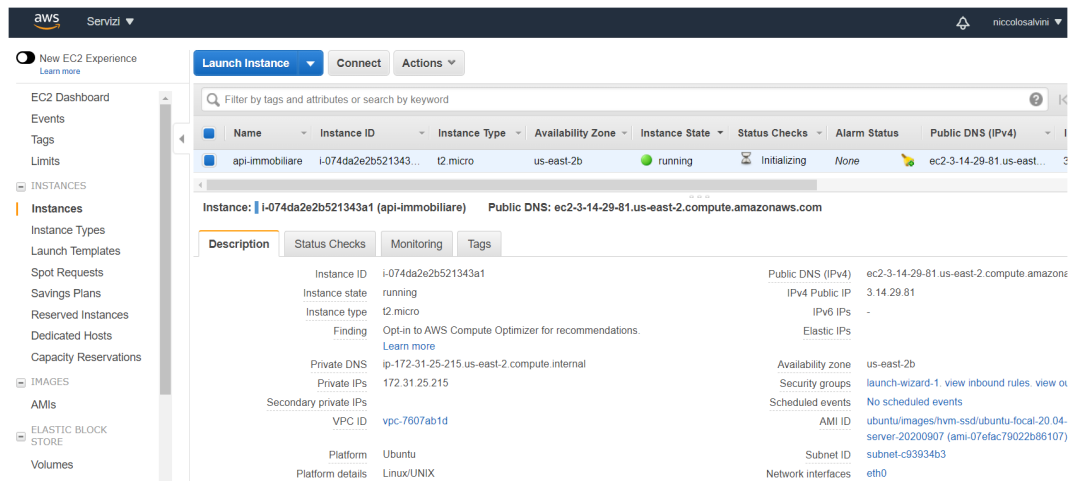 aws Servizi niccolosalvini
New EC2 Experience
Learn more
EC2 Dashboard
Events
Tags
Limits
INSTANCES
Instances
Instance Types
Launch Templates
Spot Requests
Savings Plans
Reserved Instances
Dedicated Hosts
Capacity Reservations
IMAGES
AMIs
ELASTIC BLOCK
STORE
Volumes
Launch Instance Connect Actions
Filter by tags and attributes or search by keyword
Name Instance ID Instance Type Availability Zone Instance State Status Checks Alarm Status Public DNS (IPv4)
api-immobiliare i-074da2e2b521343... t2.micro us-east-2b running Initializing None ec2-3-14-29-81.us-east...
Instance: i-074da2e2b521343a1 (api-immobiliare) Public DNS: ec2-3-14-29-81.us-east-2.compute.amazonaws.com
Description Status Checks Monitoring Tags
Instance ID i-074da2e2b521343a1 Public DNS (IPv4) ec2-3-14-29-81.us-east-2.compute.amazona
Instance state running IPv4 Public IP 3.14.29.81
Instance type t2.micro IPv6 IPs -
Finding Opt-in to AWS Compute Optimizer for recommendations. Elastic IPs
Learn more
Private DNS ip-172-31-25-215.us-east-2.compute.internal Availability zone us-east-2b
Private IPs 172.31.25.215 Security groups launch-wizard-1. view inbound rules. view ou
Secondary private IPs Scheduled events No scheduled events
VPC ID vpc-7607ab1d AMI ID ubuntu/images/hvm-ssd/ubuntu-focal-20.04-
server-20200907 (ami-07efac79022b86107)
Platform Ubuntu Subnet ID subnet-c93934b3
Platform details Linux/UNIX Network interfaces eth0